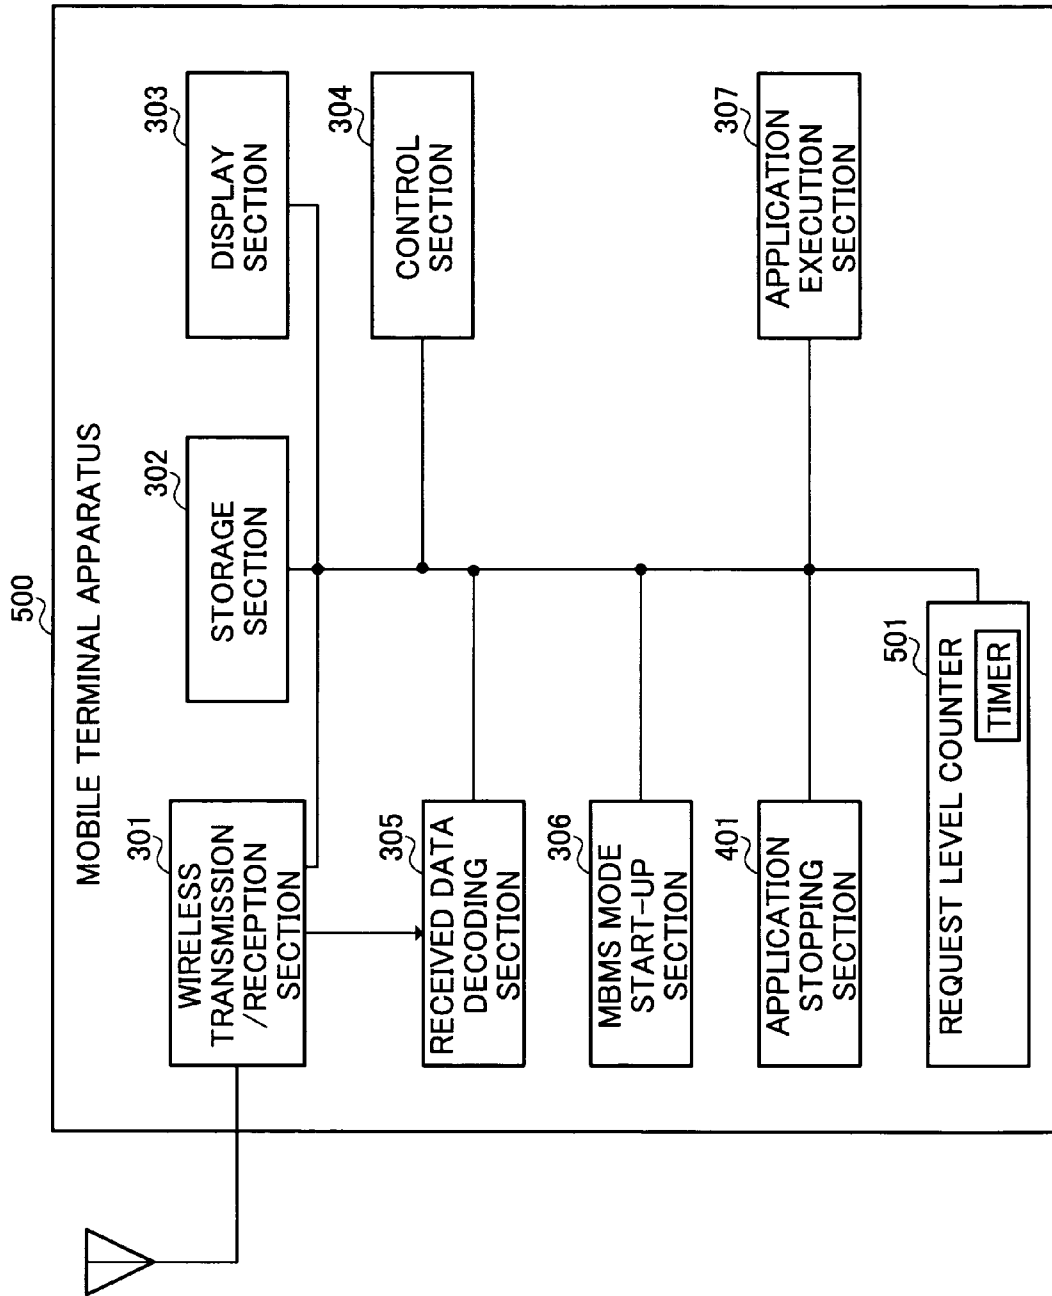 500
MOBILE TERMINAL APPARATUS
301
WIRELESS
TRANSMISSION
/RECEPTION
SECTION
302
STORAGE
SECTION
303
DISPLAY
SECTION
304
CONTROL
SECTION
305
RECEIVED DATA
DECODING
SECTION
306
MBMS MODE
START-UP
SECTION
401
APPLICATION
STOPPING
SECTION
307
APPLICATION
EXECUTION
SECTION
501
REQUEST LEVEL COUNTER
TIMER